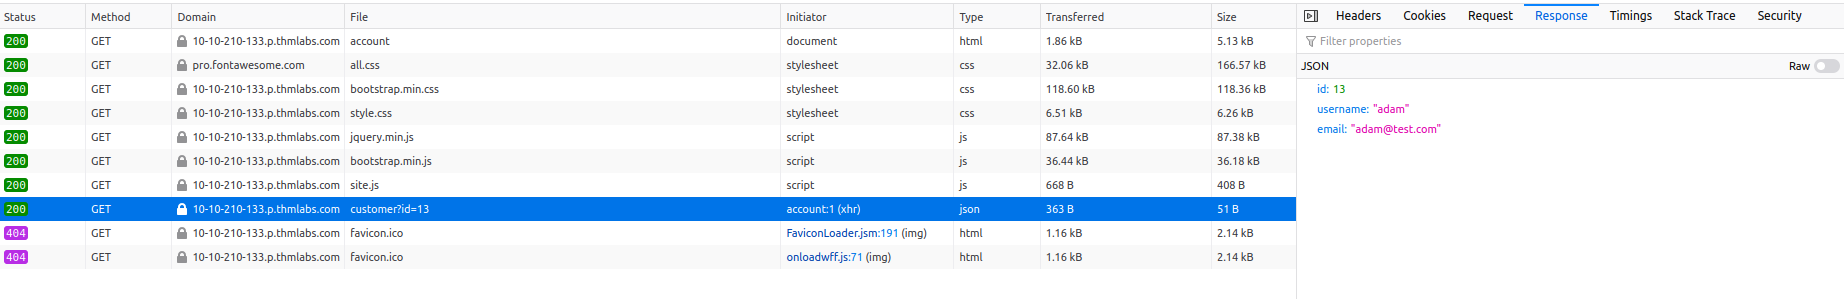 Status Method Domain File Initiator Type Transferred Size
200 GET 10-10-210-133.p.thmlabs.com account document html 1.86 kB 5.13 kB
200 GET pro.fontawesome.com all.css stylesheet css 32.06 kB 166.57 kB
200 GET 10-10-210-133.p.thmlabs.com bootstrap.min.css stylesheet css 118.60 kB 118.36 kB
200 GET 10-10-210-133.p.thmlabs.com style.css stylesheet css 6.51 kB 6.26 kB
200 GET 10-10-210-133.p.thmlabs.com jquery.min.js script js 87.64 kB 87.38 kB
200 GET 10-10-210-133.p.thmlabs.com bootstrap.min.js script js 36.44 kB 36.18 kB
200 GET 10-10-210-133.p.thmlabs.com site.js script js 668 B 408 B
200 GET 10-10-210-133.p.thmlabs.com customer?id=13 account:1 (xhr) json 363 B 51 B
404 GET 10-10-210-133.p.thmlabs.com favicon.ico FaviconLoader.jsm:191 (img) html 1.16 kB 2.14 kB
404 GET 10-10-210-133.p.thmlabs.com favicon.ico onloadwff.js:71 (img) html 1.16 kB 2.14 kB
Headers Cookies Request Response Timings Stack Trace Security
Filter properties
JSON Raw
id: 13
username: "adam"
email: "adam@test.com"